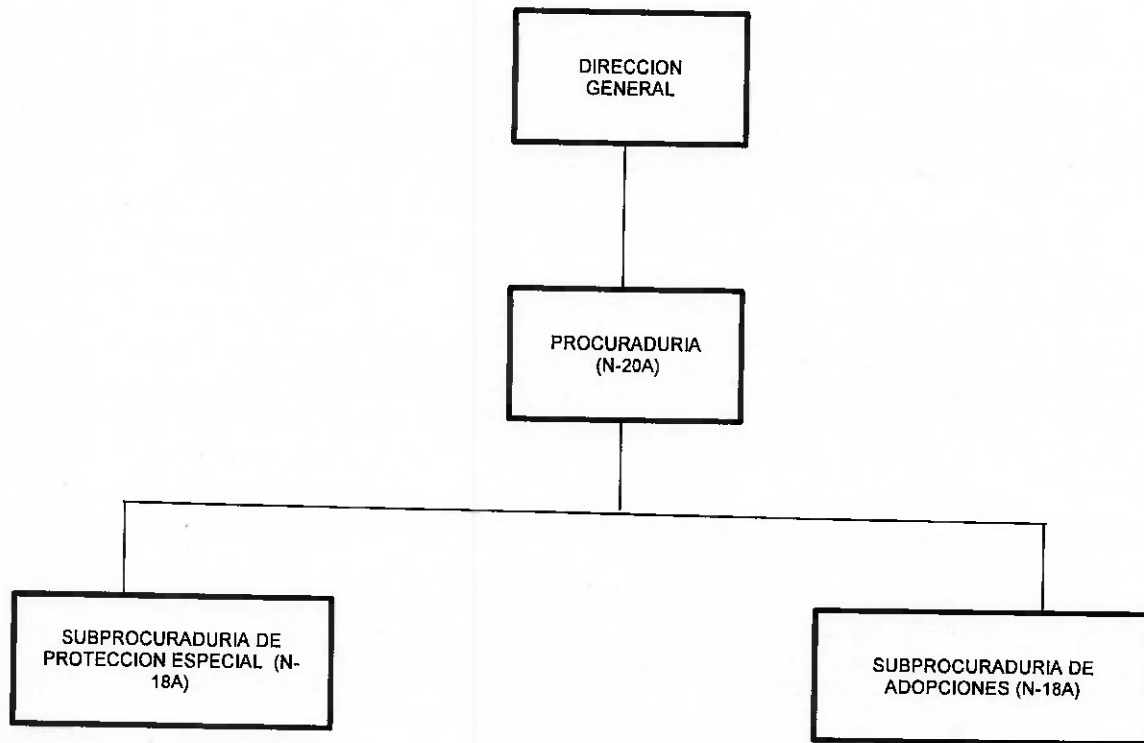 DIRECCION
GENERAL
PROCURADURIA
(N-20A)
SUBPROCURADURIA DE
PROTECCION ESPECIAL (N-
18A)
SUBPROCURADURIA DE
ADOPCIONES (N-18A)